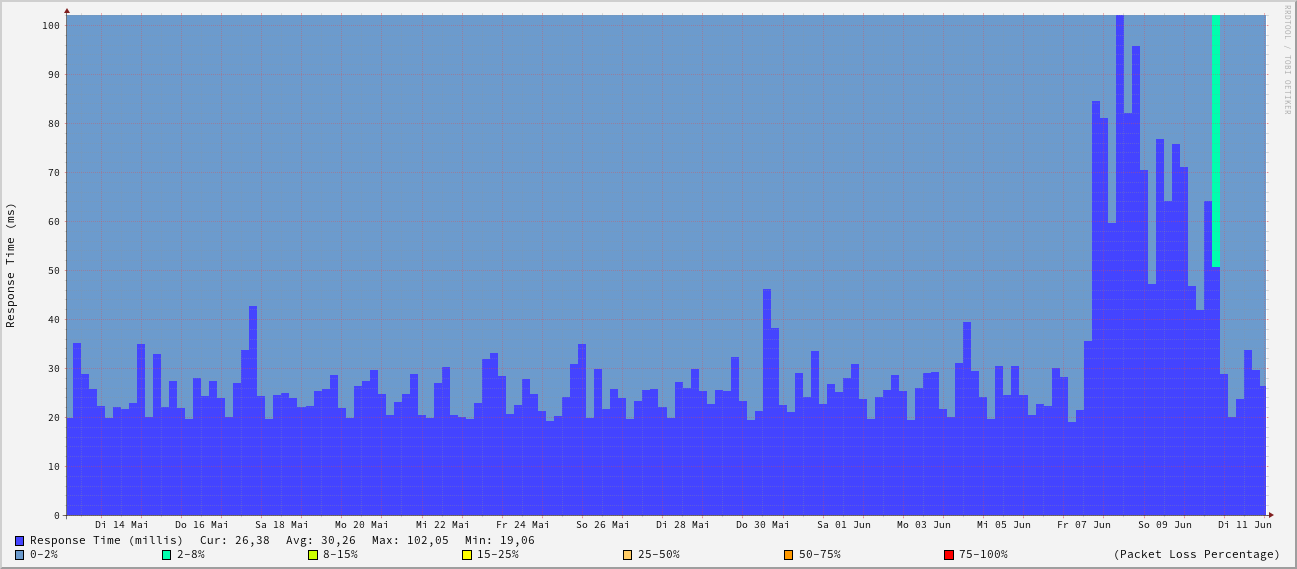 RRDTOOL / TOBI OETIKER
Response Time (ms)
100
90
80
70
60
50
40
30
20
10
0
Di 14 Mai Do 16 Mai Sa 18 Mai Mo 20 Mai Mi 22 Mai Fr 24 Mai So 26 Mai Di 28 Mai Do 30 Mai Sa 01 Jun Mo 03 Jun Mi 05 Jun Fr 07 Jun So 09 Jun Di 11 Jun
Response Time (millis) Cur: 26,38 Avg: 30,26 Max: 102,05 Min: 19,06
0-2% 2-8% 8-15% 15-25% 25-50% 50-75% 75-100% (Packet Loss Percentage)